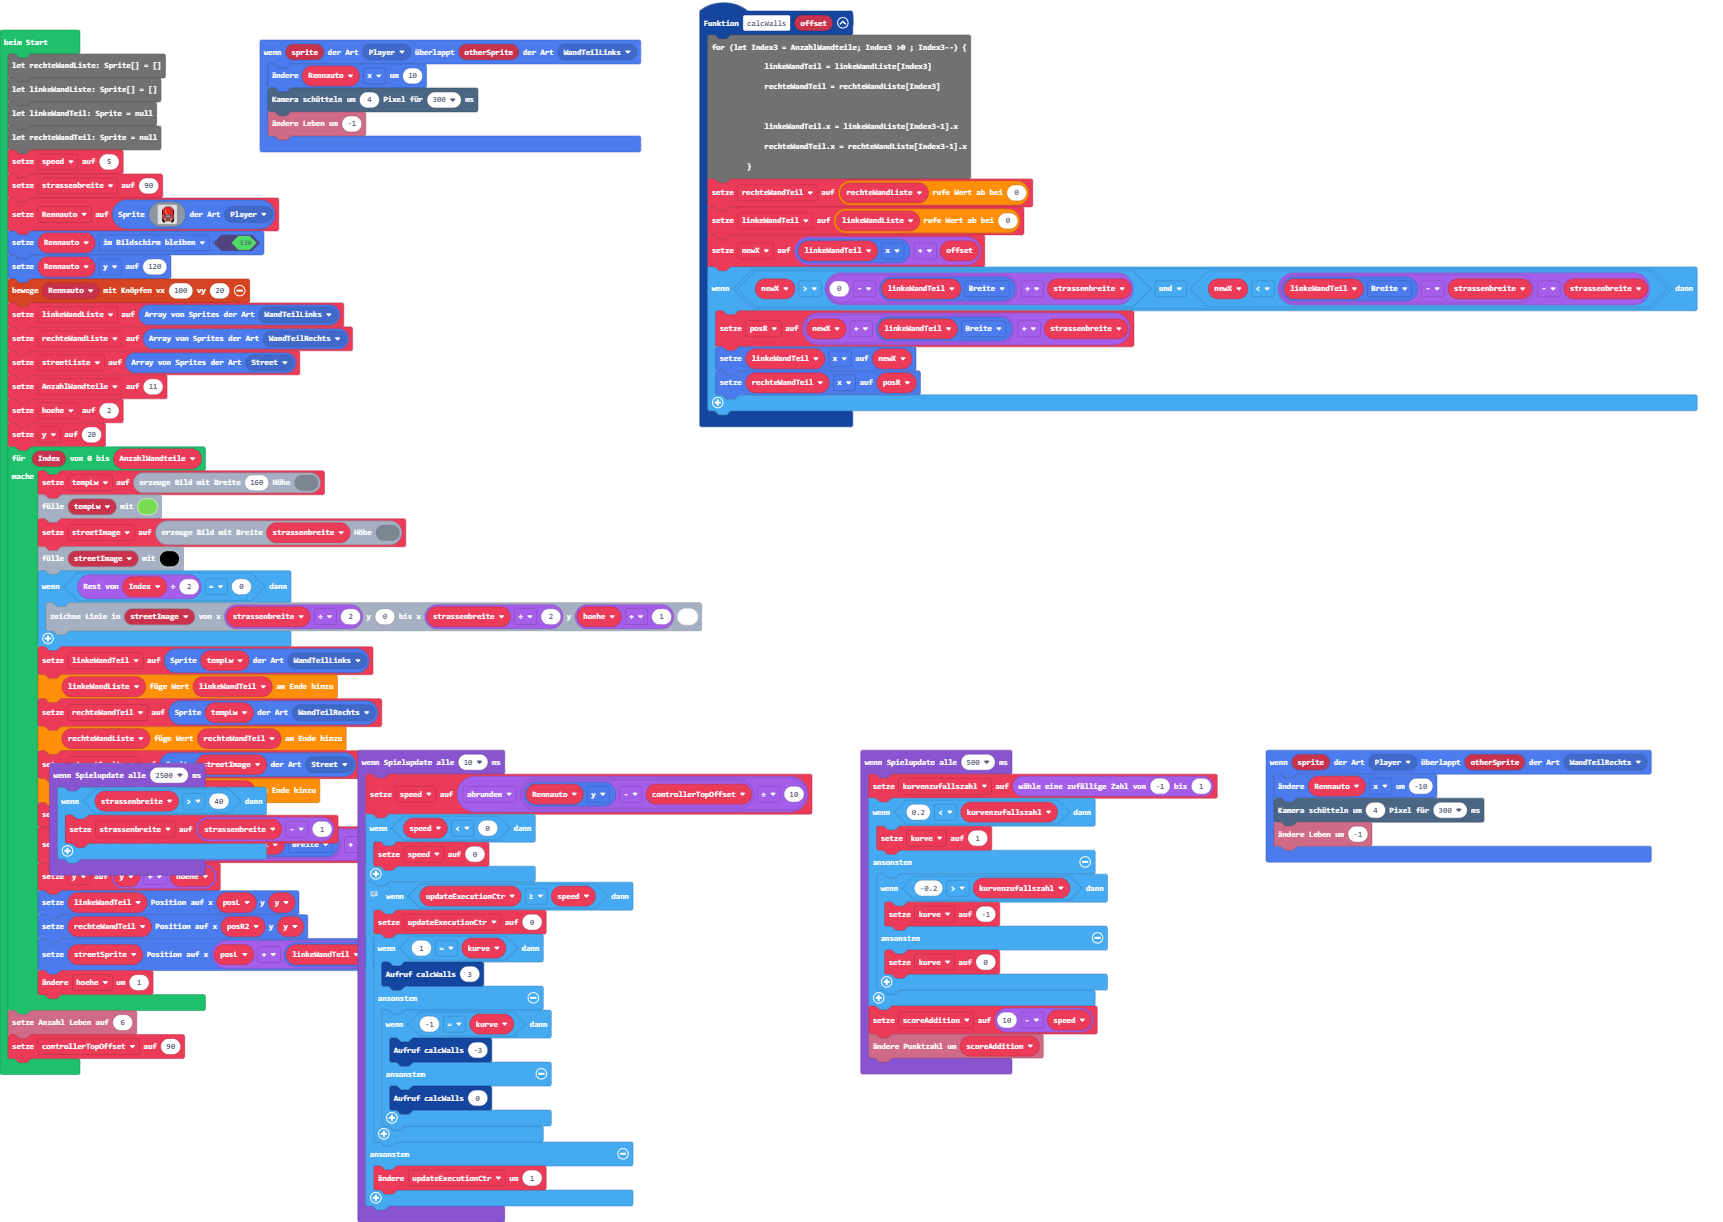 beim Start
let rechteWandListe: Sprite[] = []
let linkeWandListe: Sprite[] = []
let linkeWandTeil: Sprite = null
let rechteWandTeil: Sprite = null
setze speed auf 5
setze strassenbreite auf 90
setze Rennauto auf Sprite der Art Player
setze Rennauto im Bildschirm bleiben EIN
setze Rennauto y auf 120
bewege Rennauto mit Knöpfen vx 100 vy 20
setze linkeWandListe auf Array von Sprites der Art WandTeilLinks
setze rechteWandListe auf Array von Sprites der Art WandTeilRechts
setze streetListe auf Array von Sprites der Art Street
setze AnzahlWandteile auf 11
setze hoehe auf 2
setze y auf 20
für Index von 0 bis AnzahlWandteile
mache
setze tempLw auf erzeuge Bild mit Breite 160 Höhe
fülle tempLw mit
setze streetImage auf erzeuge Bild mit Breite strassenbreite Höhe
fülle streetImage mit
wenn Rest von Index ÷ 2 = 0 dann
zeichne Linie in streetImage von x strassenbreite ÷ 2 y 0 bis x strassenbreite ÷ 2 y hoehe + 1
setze linkeWandTeil auf Sprite tempLw der Art WandTeilLinks
linkeWandListe füge Wert linkeWandTeil am Ende hinzu
setze rechteWandTeil auf Sprite tempLw der Art WandTeilRechts
rechteWandListe füge Wert rechteWandTeil am Ende hinzu
streetImage der Art Street
Ende hinzu
Breite +
setze y auf y + hoehe
setze linkeWandTeil Position auf x posL y y
setze rechteWandTeil Position auf x posR2 y y
setze streetSprite Position auf x posL + linkeWandTeil
ändere hoehe um 1
setze Anzahl Leben auf 6
setze controllerTopOffset auf 90
wenn Spielupdate alle 2500 ms
wenn strassenbreite > 40 dann
setze strassenbreite auf strassenbreite - 1
wenn sprite der Art Player überlappt otherSprite der Art WandTeilLinks
ändere Rennauto x um 10
Kamera schütteln um 4 Pixel für 300 ms
ändere Leben um -1
Funktion calcWalls offset
for (let Index3 = AnzahlWandteile; Index3 >0 ; Index3--) {
linkeWandTeil = linkeWandListe[Index3]
rechteWandTeil = rechteWandListe[Index3]
linkeWandTeil.x = linkeWandListe[Index3-1].x
rechteWandTeil.x = rechteWandListe[Index3-1].x
}
setze rechteWandTeil auf rechteWandListe rufe Wert ab bei 0
setze linkeWandTeil auf linkeWandListe rufe Wert ab bei 0
setze newX auf linkeWandTeil x + offset
wenn newX > 0 - linkeWandTeil Breite + strassenbreite und newX < linkeWandTeil Breite - strassenbreite - strassenbreite dann
setze posR auf newX + linkeWandTeil Breite + strassenbreite
setze linkeWandTeil x auf newX
setze rechteWandTeil x auf posR
wenn Spielupdate alle 10 ms
setze speed auf abrunden Rennauto y - controllerTopOffset ÷ 10
wenn speed < 0 dann
setze speed auf 0
wenn updateExecutionCtr ≥ speed dann
setze updateExecutionCtr auf 0
wenn 1 = kurve dann
Aufruf calcWalls 3
ansonsten
wenn -1 = kurve dann
Aufruf calcWalls -3
ansonsten
Aufruf calcWalls 0
ansonsten
ändere updateExecutionCtr um 1
wenn Spielupdate alle 500 ms
setze kurvenzufallszahl auf wähle eine zufällige Zahl von -1 bis 1
wenn 0.2 < kurvenzufallszahl dann
setze kurve auf 1
ansonsten
wenn -0.2 > kurvenzufallszahl dann
setze kurve auf -1
ansonsten
setze kurve auf 0
setze scoreAddition auf 10 - speed
ändere Punktzahl um scoreAddition
wenn sprite der Art Player überlappt otherSprite der Art WandTeilRechts
ändere Rennauto x um -10
Kamera schütteln um 4 Pixel für 300 ms
ändere Leben um -1